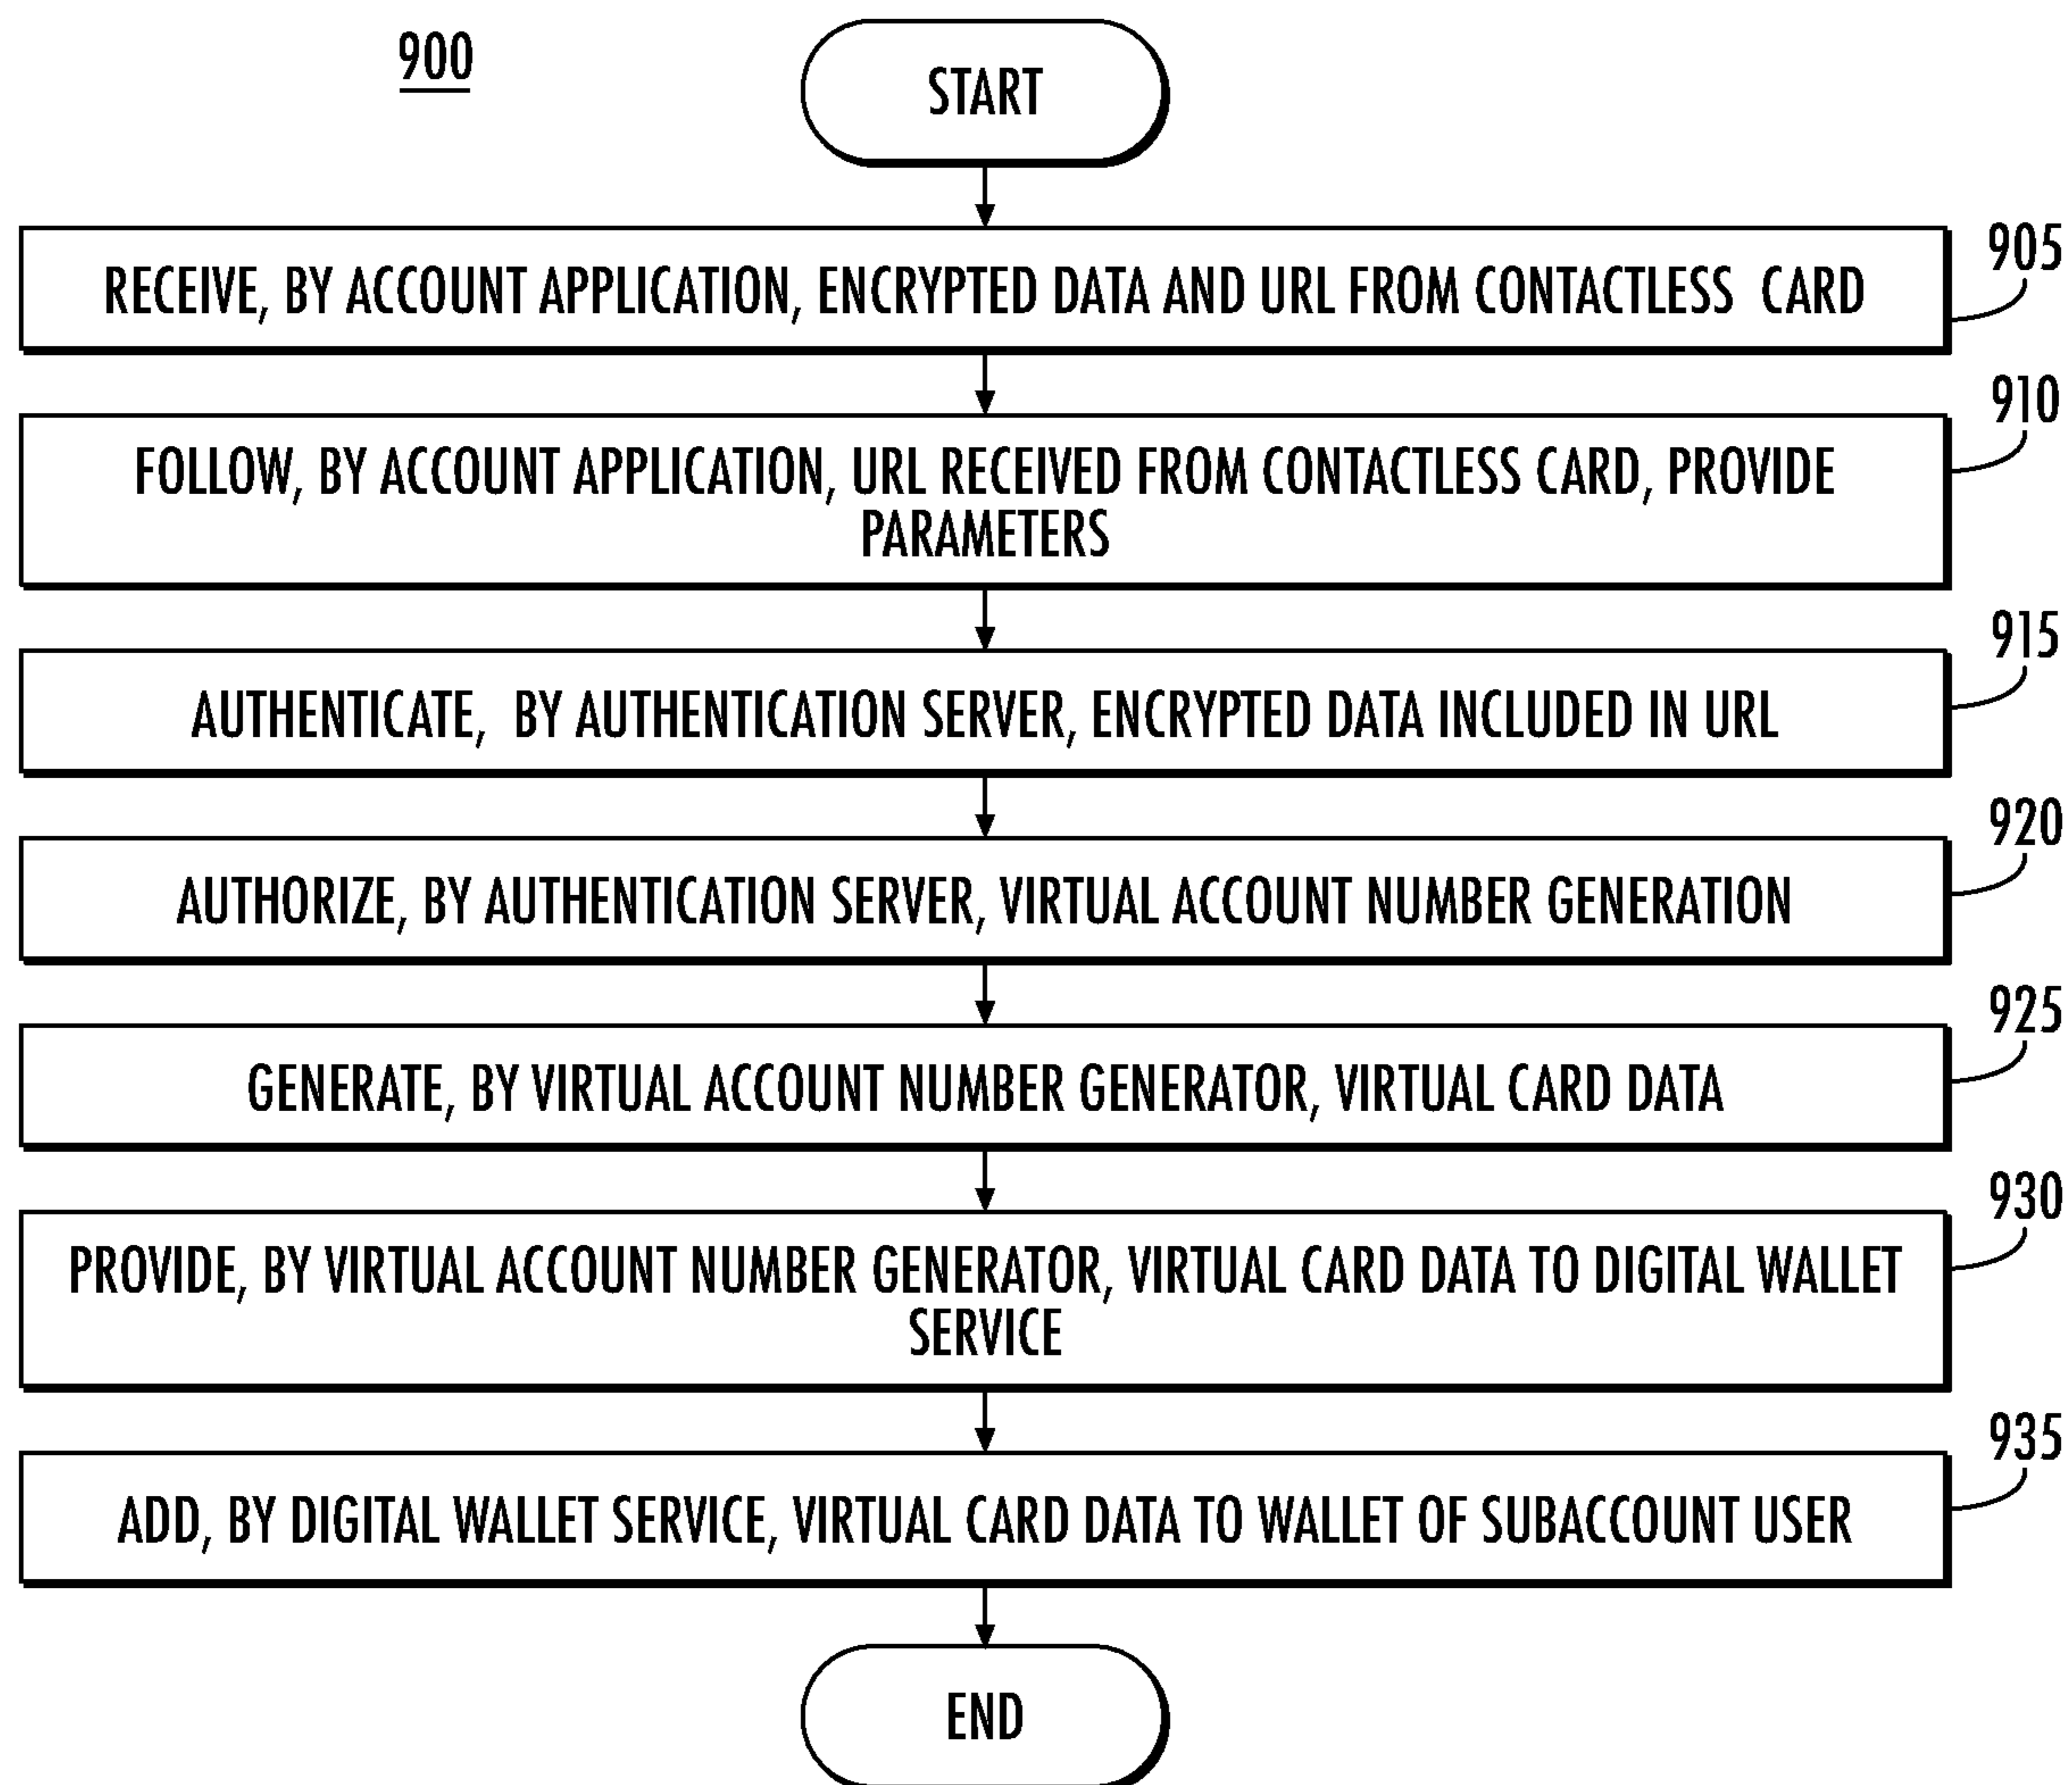 900
START
905
RECEIVE, BY ACCOUNT APPLICATION, ENCRYPTED DATA AND URL FROM CONTACTLESS CARD
910
FOLLOW, BY ACCOUNT APPLICATION, URL RECEIVED FROM CONTACTLESS CARD, PROVIDE
PARAMETERS
915
AUTHENTICATE, BY AUTHENTICATION SERVER, ENCRYPTED DATA INCLUDED IN URL
920
AUTHORIZE, BY AUTHENTICATION SERVER, VIRTUAL ACCOUNT NUMBER GENERATION
925
GENERATE, BY VIRTUAL ACCOUNT NUMBER GENERATOR, VIRTUAL CARD DATA
930
PROVIDE, BY VIRTUAL ACCOUNT NUMBER GENERATOR, VIRTUAL CARD DATA TO DIGITAL WALLET
SERVICE
935
ADD, BY DIGITAL WALLET SERVICE, VIRTUAL CARD DATA TO WALLET OF SUBACCOUNT USER
END